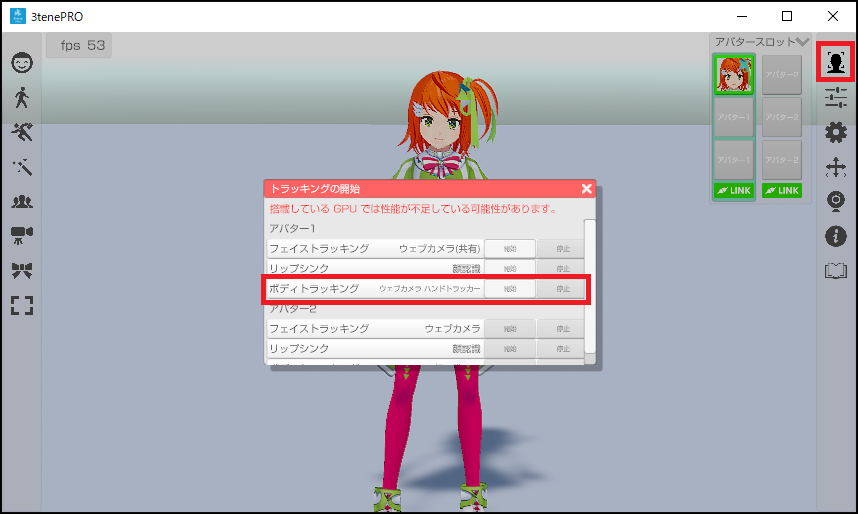 3tenePRO
fps 53
アバタースロット
アバター2
アバター1 アバター2
アバター1 アバター2
LINK LINK
トラッキングの開始
搭載している GPU では性能が不足している可能性があります。
アバター1
フェイストラッキング ウェブカメラ(共有) 開始 停止
リップシンク 顔認識 開始 停止
ボディトラッキング ウェブカメラ ハンドトラッカー 開始 停止
アバター2
フェイストラッキング ウェブカメラ 開始 停止
リップシンク 顔認識 開始 停止